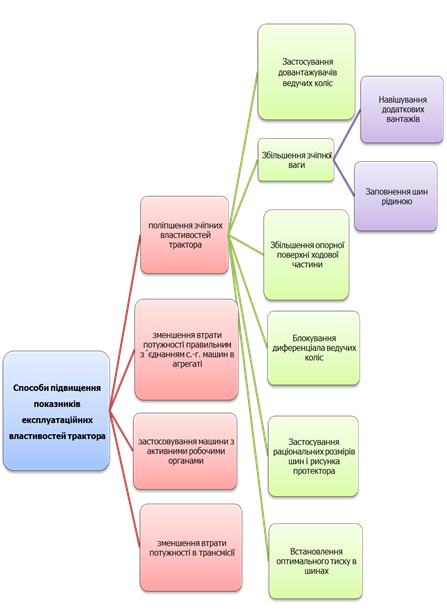 Способи підвищення
показників
експлуатаційних
властивостей трактора
поліпшення зчіпних
властивостей
трактора
зменшення втрати
потужності правильним
з´єднанням с.-г. машин в
агрегаті
застосовування машини з
активними робочими
органами
зменшення втрати
потужності в трансмісії
Застосування
довантажувачів
ведучих коліс
Збільшення зчіпної
ваги
Навішування
додаткових
вантажів
Заповнення шин
рідиною
Збільшення опорної
поверхні ходової
частини
Блокування
диференціала ведучих
коліс
Застосування
раціональних розмірів
шин і рисунка
протектора
Встановлення
оптимального тиску в
шинах